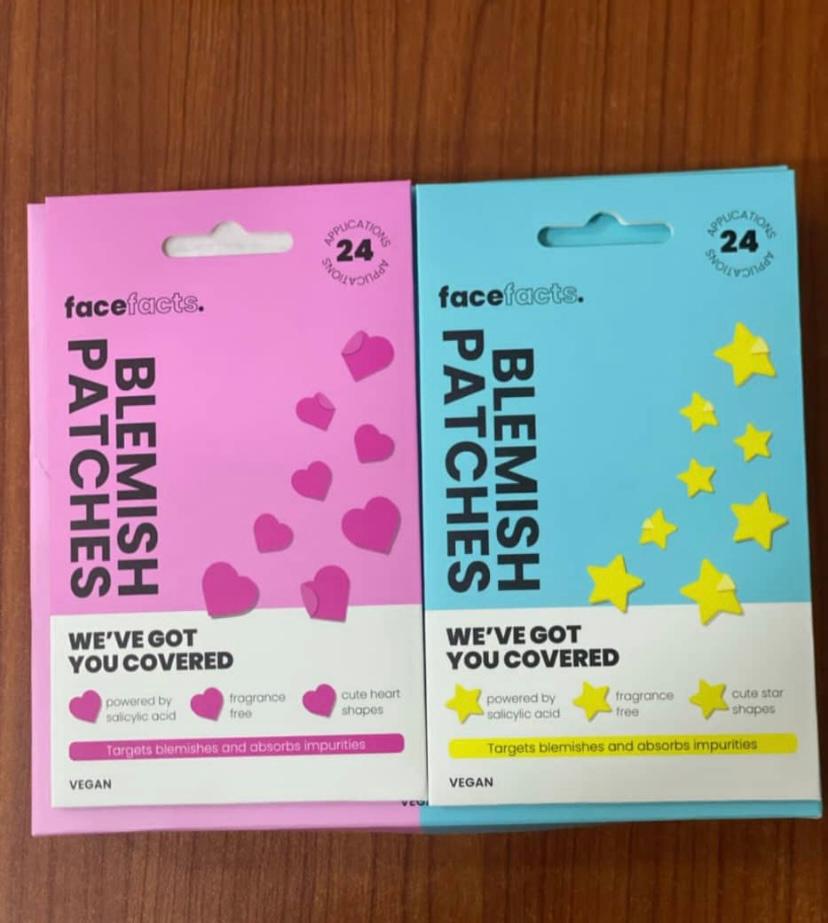 APPLICATIONS
24
APPLICATIONS
facefacts.
BLEMISH
PATCHES
WE'VE GOT
YOU COVERED
powered by
salicylic acid
fragrance
free
cute heart
shapes
Targets blemishes and absorbs impurities
VEGAN
APPLICATIONS
24
APPLICATIONS
facefacts.
BLEMISH
PATCHES
WE'VE GOT
YOU COVERED
powered by
salicylic acid
fragrance
free
cute star
shapes
Targets blemishes and absorbs impurities
VEGAN